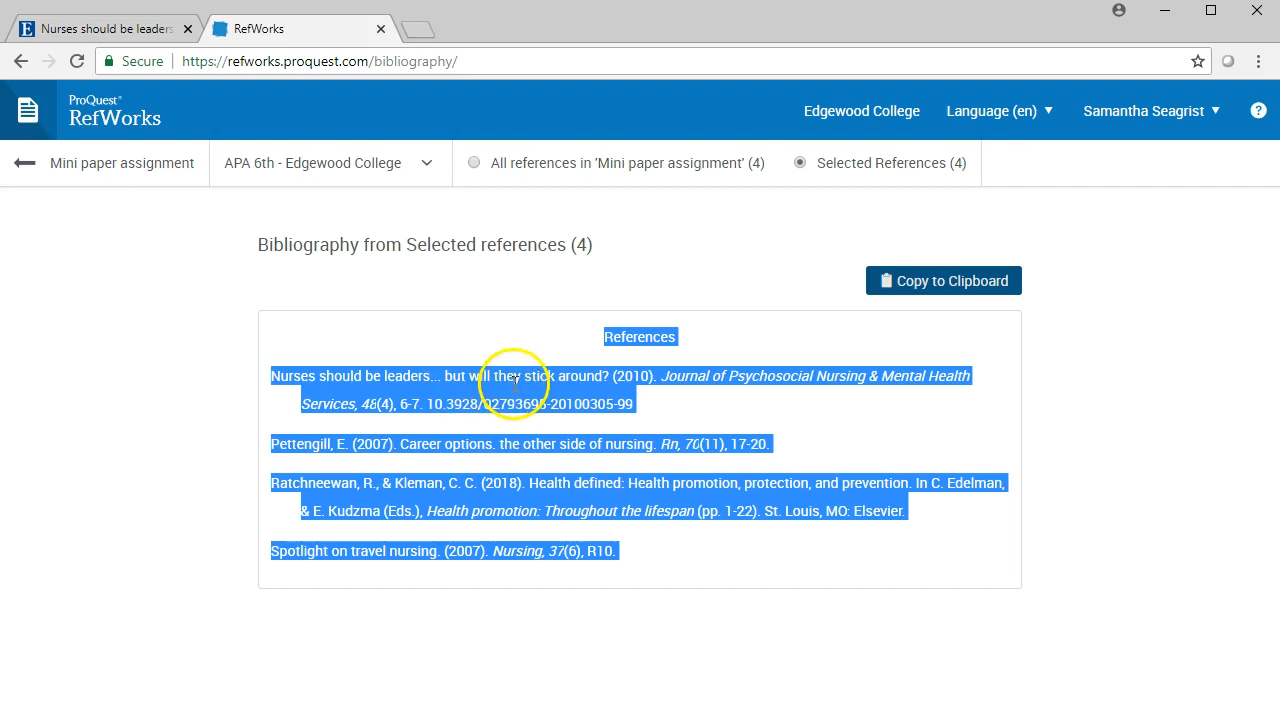 Nurses should be leaders
RefWorks
Secure
https://refworks.proquest.com/bibliography/
ProQuest
RefWorks
Edgewood College
Language (en)
Samantha Seagrist
?
Mini paper assignment
APA 6th - Edgewood College
All references in 'Mini paper assignment' (4)
Selected References (4)
Bibliography from Selected references (4)
Copy to Clipboard
References
Nurses should be leaders... but will they stick around? (2010). Journal of Psychosocial Nursing & Mental Health
Services, 48(4), 6-7. 10.3928/02793695-20100305-99
Pettengill, E. (2007). Career options. the other side of nursing. Rn, 70(11), 17-20.
Ratchneewan, R., & Kleman, C. C. (2018). Health defined: Health promotion, protection, and prevention. In C. Edelman,
& E. Kudzma (Eds.), Health promotion: Throughout the lifespan (pp. 1-22). St. Louis, MO: Elsevier.
Spotlight on travel nursing. (2007). Nursing, 37(6), R10.